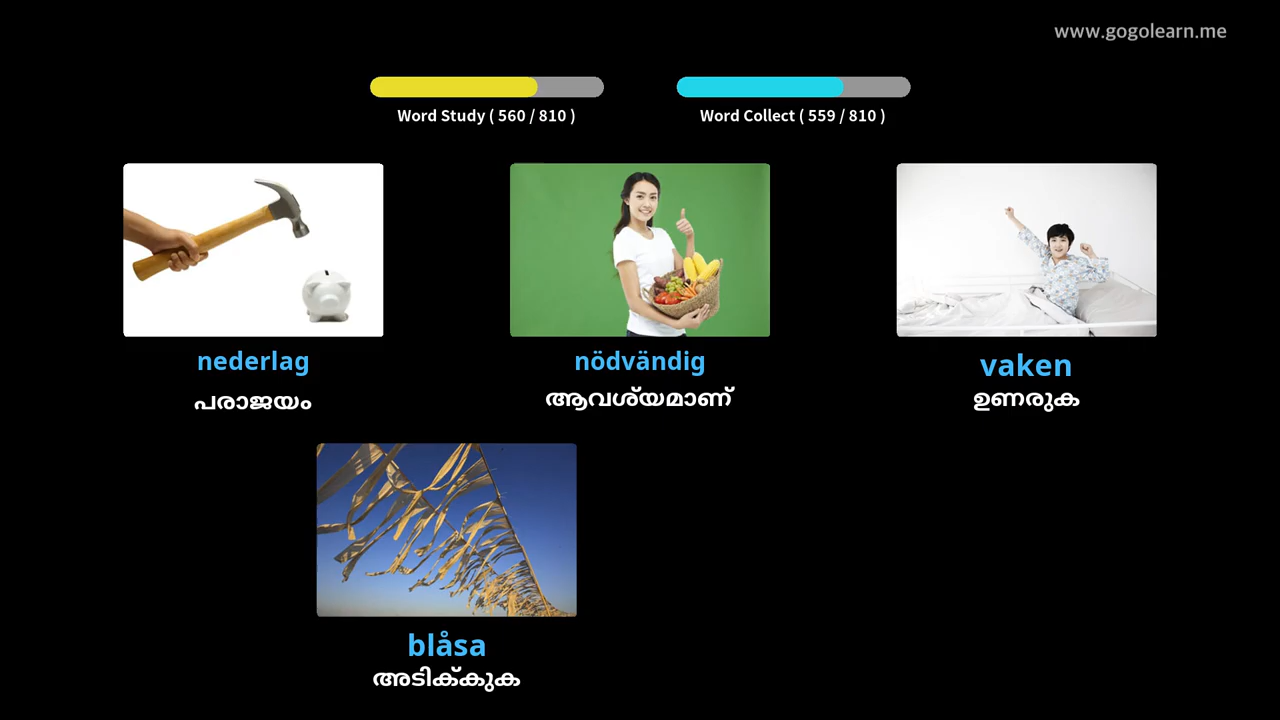 www.gogolearn.me
Word Study ( 560 / 810 )
Word Collect ( 559 / 810 )
nederlag
പരാജയം
nödvändig
ആവശ്യമാണ്
vaken
ഉണരുക
blåsa
അടിക്കുക